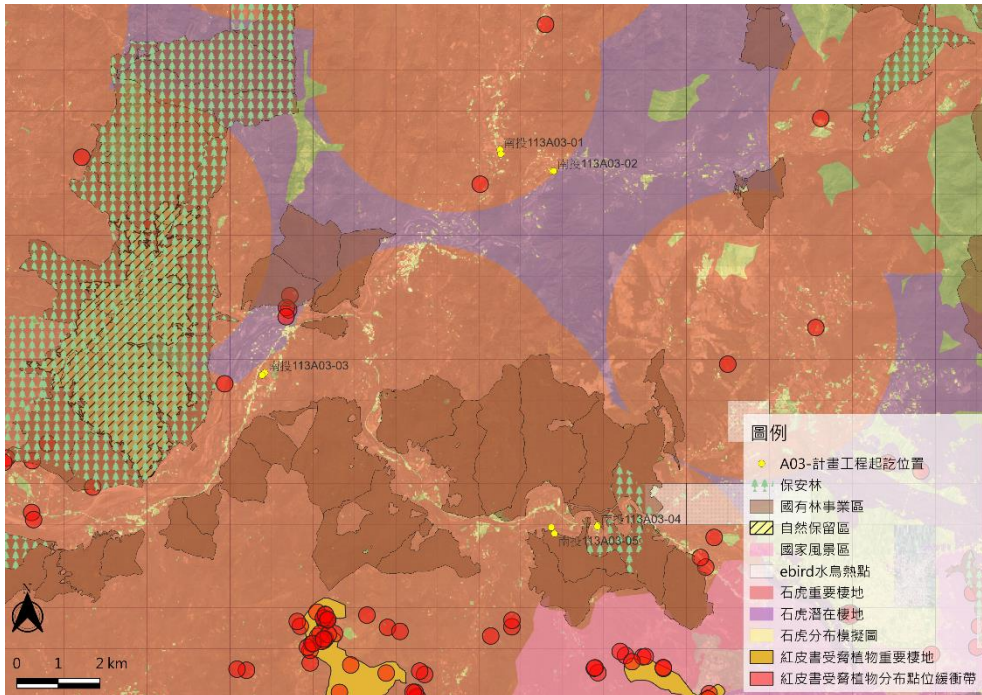 南投113A03-01
南投113A03-02
南投113A03-03
南投113A03-04
南投113A03-05
N
0 1 2 km
圖例
A03-計畫工程起訖位置
保安林
國有林事業區
自然保留區
國家風景區
ebird水鳥熱點
石虎重要棲地
石虎潛在棲地
石虎分布模擬圖
紅皮書受脅植物重要棲地
紅皮書受脅植物分布點位緩衝帶